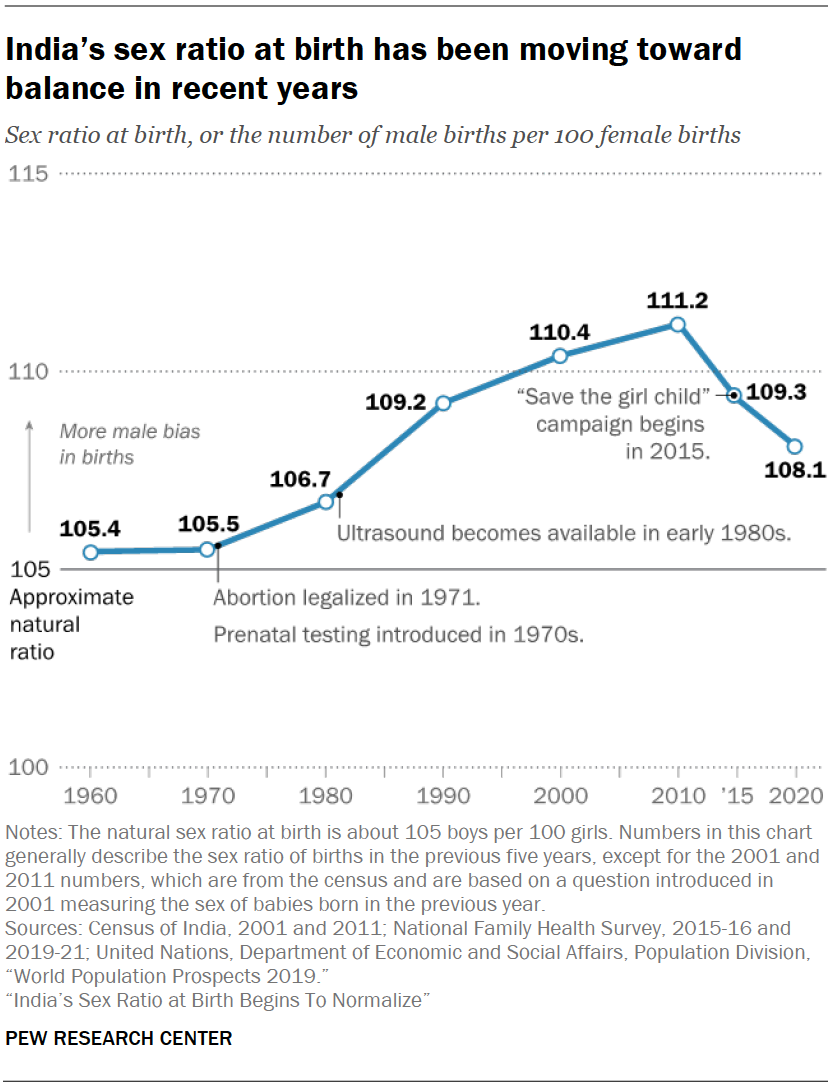 India's sex ratio at birth has been moving toward
balance in recent years
Sex ratio at birth, or the number of male births per 100 female births
115
111.2
110.4
110
109.2
“Save the girl child”
campaign begins
in 2015.
109.3
More male bias
in births
108.1
106.7
105.4
105.5
Ultrasound becomes available in early 1980s.
105
Approximate
natural
ratio
Abortion legalized in 1971.
Prenatal testing introduced in 1970s.
100
1960 1970 1980 1990 2000 2010 ’15 2020
Notes: The natural sex ratio at birth is about 105 boys per 100 girls. Numbers in this chart
generally describe the sex ratio of births in the previous five years, except for the 2001 and
2011 numbers, which are from the census and are based on a question introduced in
2001 measuring the sex of babies born in the previous year.
Sources: Census of India, 2001 and 2011; National Family Health Survey, 2015-16 and
2019-21; United Nations, Department of Economic and Social Affairs, Population Division,
“World Population Prospects 2019.”
“India’s Sex Ratio at Birth Begins To Normalize”
PEW RESEARCH CENTER